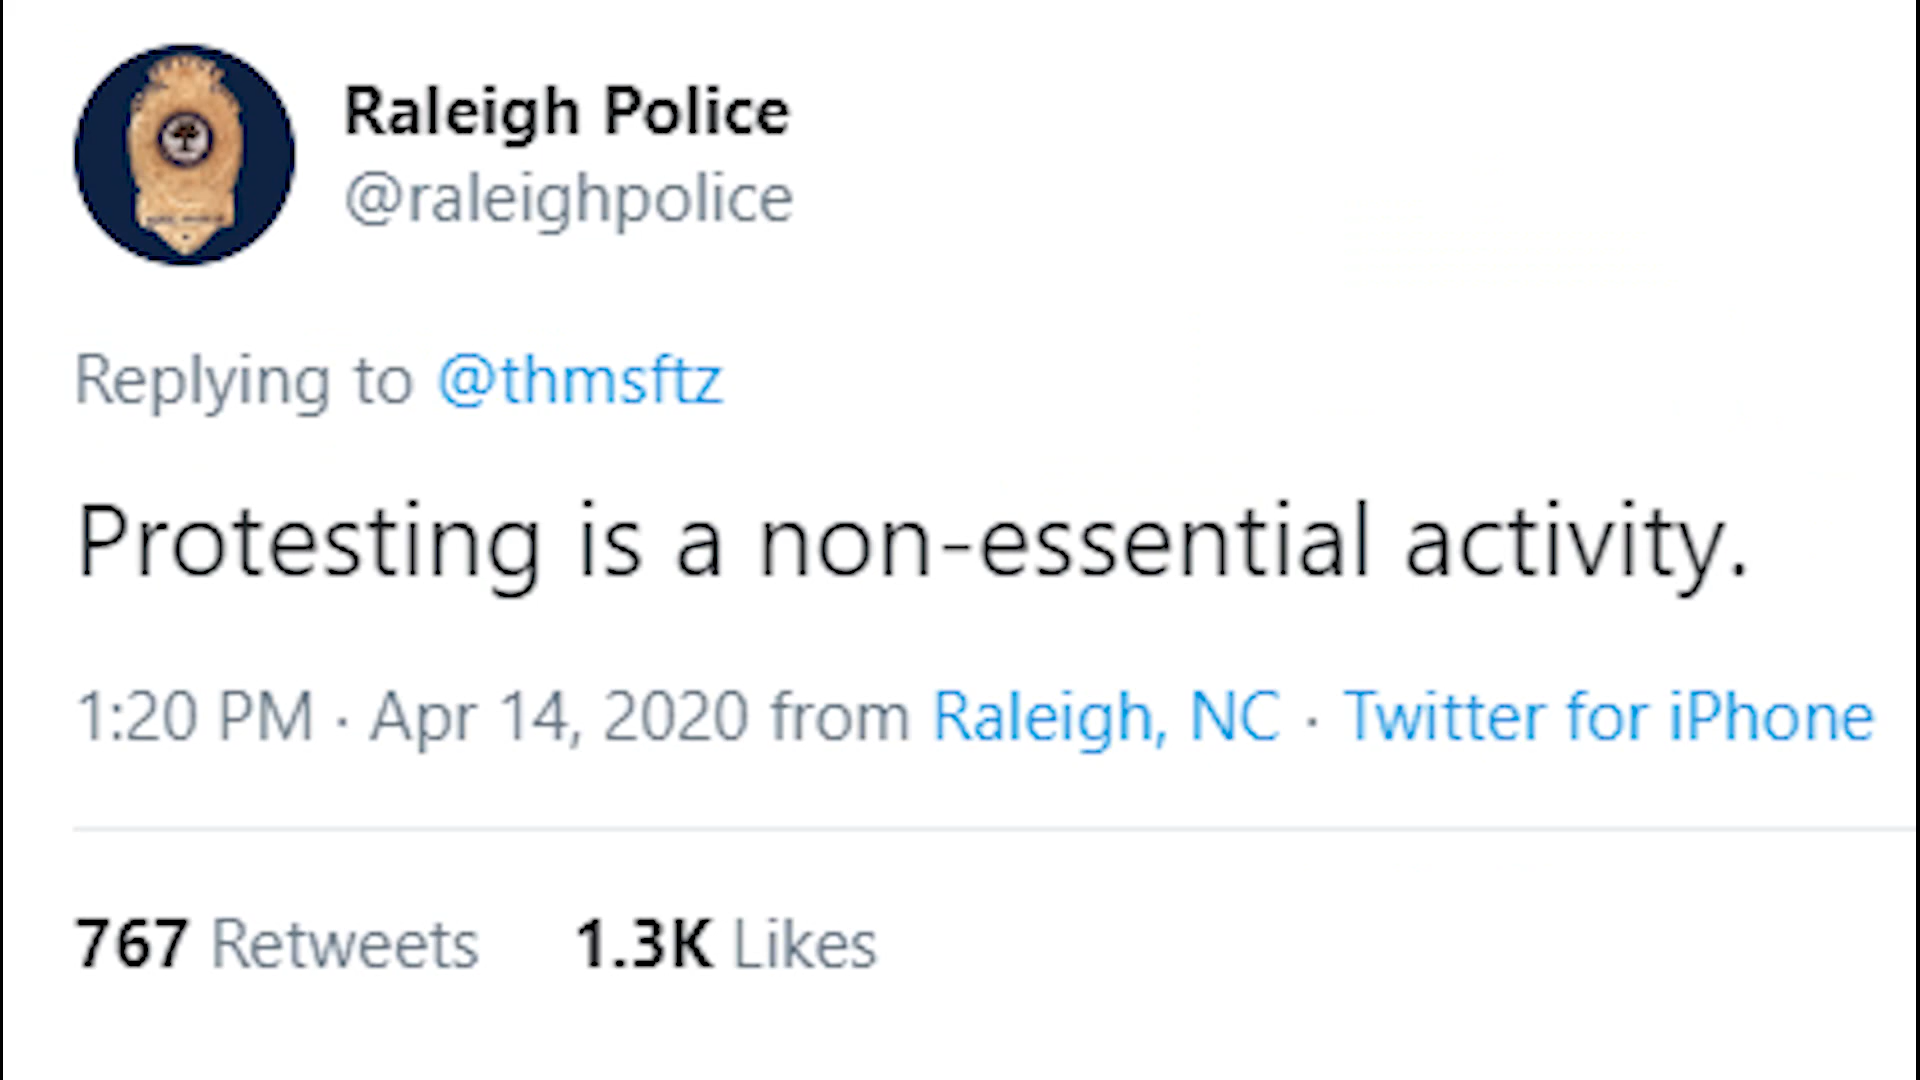 Raleigh Police
@raleighpolice
Replying to @thmsftz
Protesting is a non-essential activity.
1:20 PM · Apr 14, 2020 from Raleigh, NC · Twitter for iPhone
767 Retweets 1.3K Likes